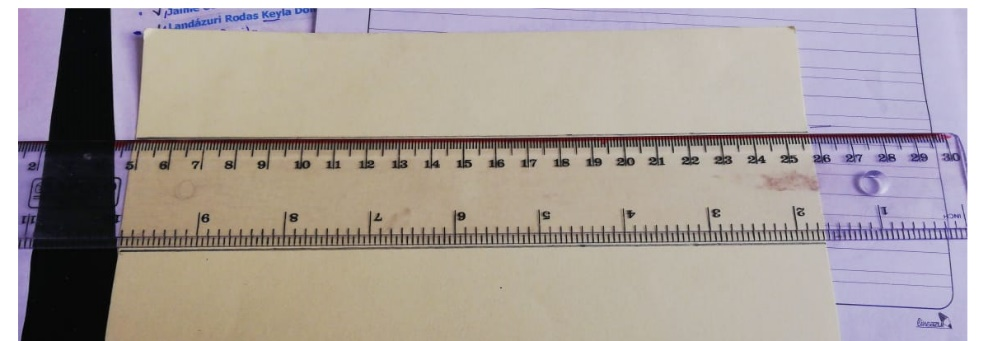 Landázuri Rodas Keyla
2 5 6 7 8 9 10 11 12 13 14 15 16 17 18 19 20 21 22 23 24 25 26 27 28 29 30
9 8 7 6 5 4 3 2 1 INCH